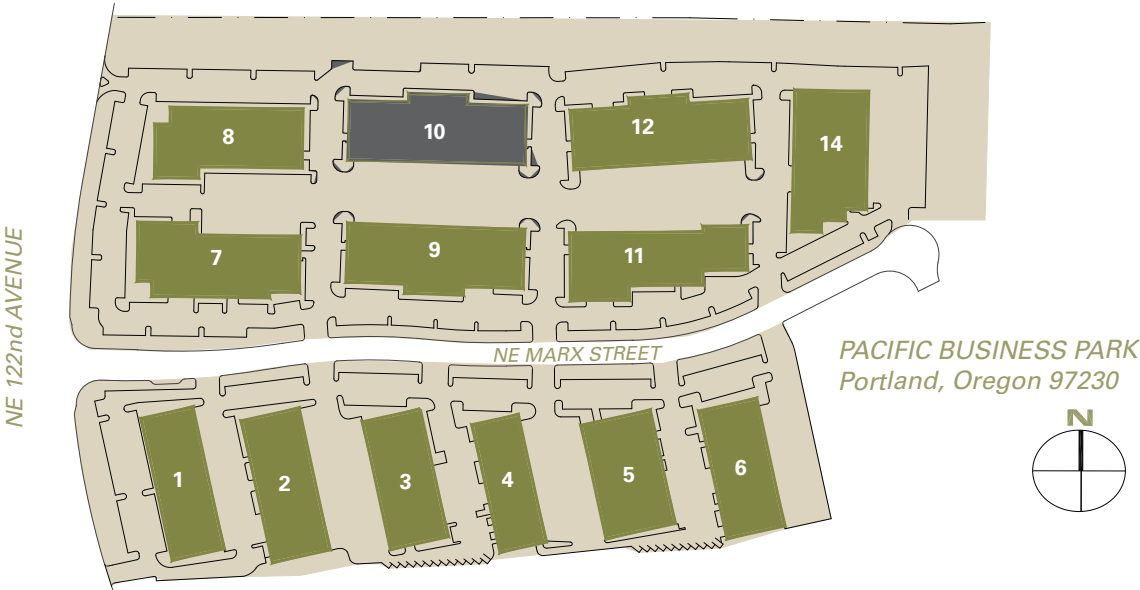 8
10
12
14
7
9
11
NE 122nd AVENUE
NE MARX STREET
PACIFIC BUSINESS PARK
Portland, Oregon 97230
N
1
2
3
4
5
6